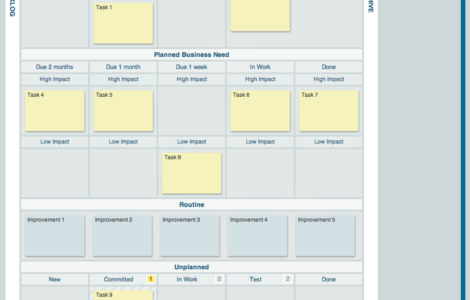 LOG
IVE
Task 1
Planned Business Need
Due 2 months Due 1 month Due 1 week In Work Done
High Impact High Impact High Impact High Impact High Impact
Task 4 Task 5 Task 6 Task 7
Low Impact Low Impact Low Impact Low Impact Low Impact
Task 8
Routine
Improvement 1 Improvement 2 Improvement 3 Improvement 4 Improvement 5
Unplanned
New Committed 1 In Work 2 Test 2 Done
Task 9